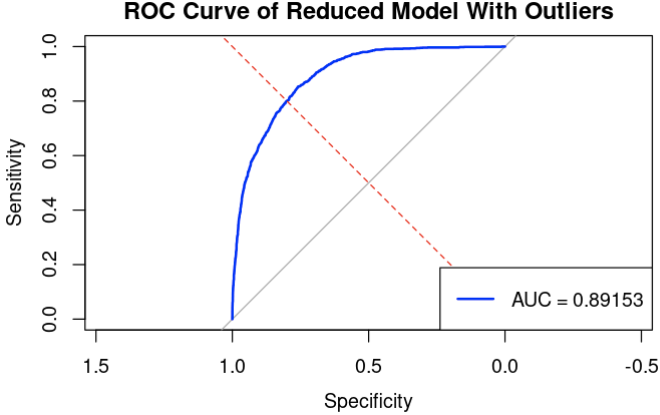 ROC Curve of Reduced Model With Outliers
Sensitivity
1.0
0.8
0.6
0.4
0.2
0.0
AUC = 0.89153
1.5 1.0 0.5 0.0 -0.5
Specificity